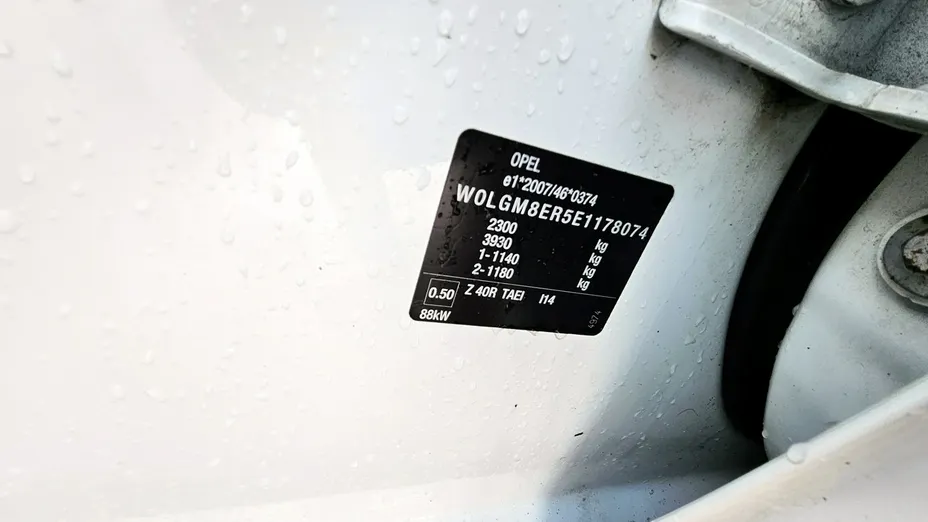 OPEL
e1*2007/46*0374
W0LGM8ER5E1178074
2300 kg
3930 kg
1-1140 kg
2-1180 kg
0.50 Z 40R TAEI I14
88kW 4974